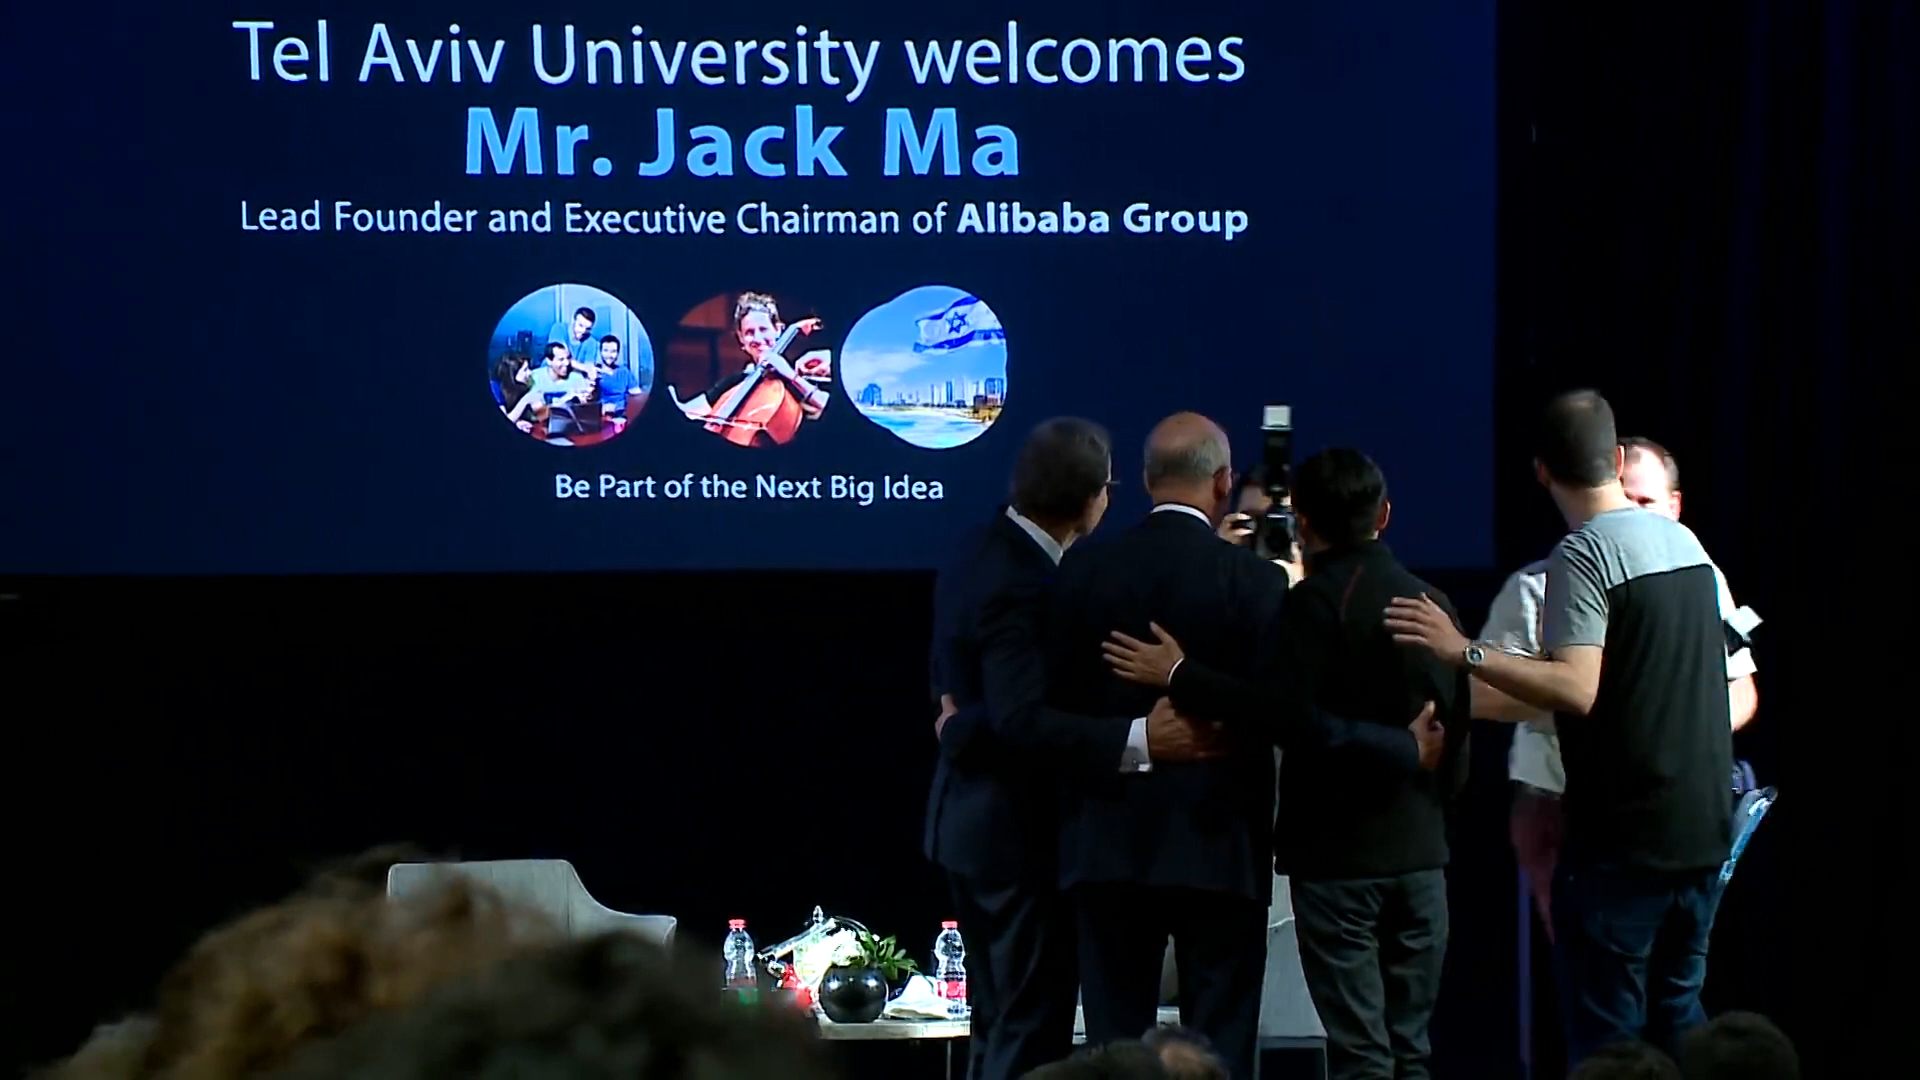 Tel Aviv University welcomes
Mr. Jack Ma
Lead Founder and Executive Chairman of Alibaba Group
Be Part of the Next Big Idea